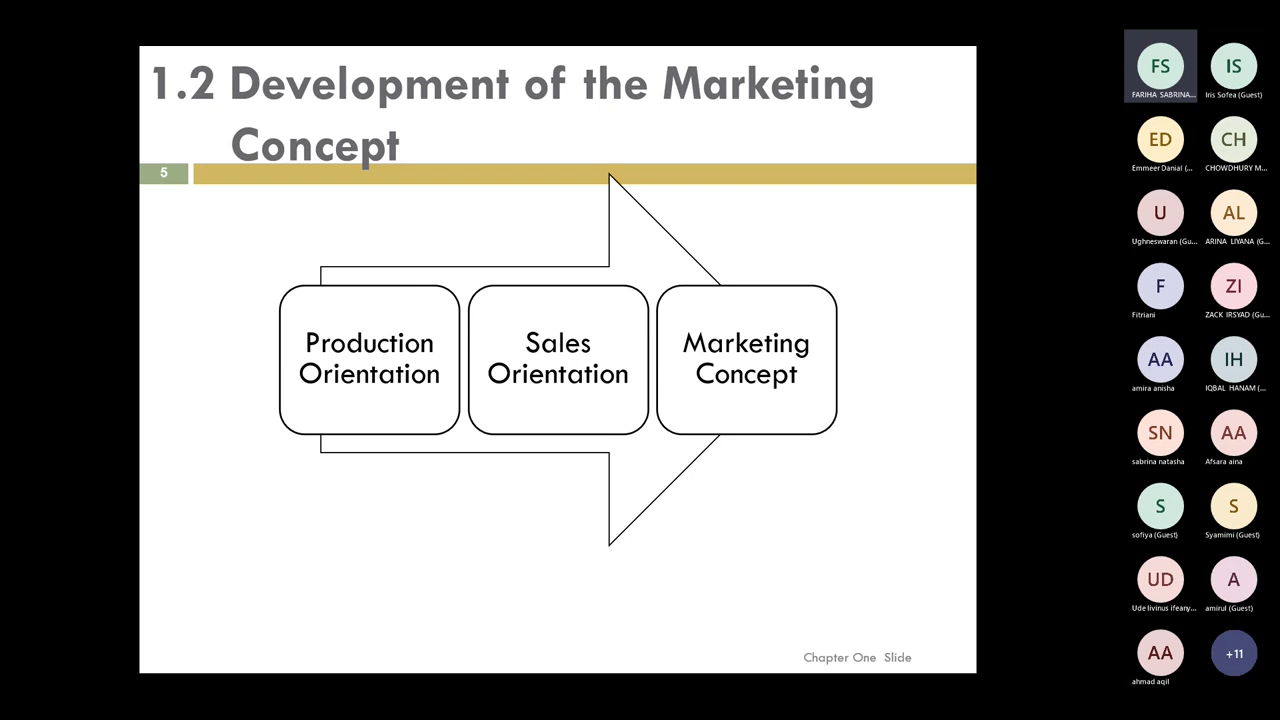 1.2 Development of the Marketing
Concept
5
Production
Orientation
Sales
Orientation
Marketing
Concept
Chapter One Slide
FS
FARIHA SABRINA...
IS
Iris Sofea (Guest)
ED
Emmeer Danial (...
CH
CHOWDHURY M...
U
Ughneswaran (Gu...
AL
ARINA LIYANA (G...
F
Fitriani
ZI
ZACK IRSYAD (Gu...
AA
amira anisha
IH
IQBAL HANAM (...
SN
sabrina natasha
AA
Afsara aina
S
sofiya (Guest)
S
Syamimi (Guest)
UD
Ude livinus ifeany...
A
amirul (Guest)
AA
ahmad aqil
+11